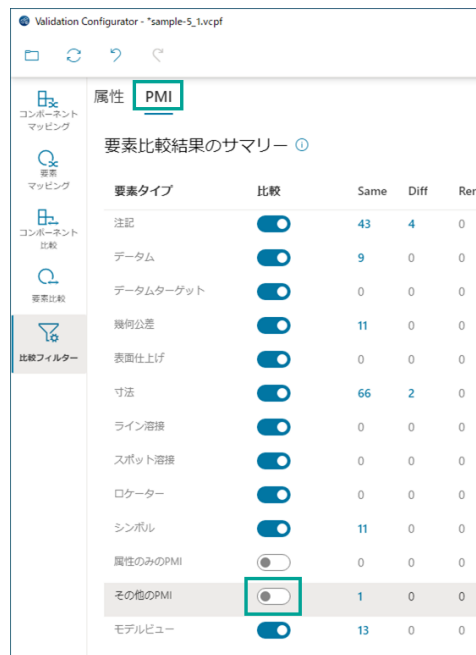 Validation Configurator - "sample-5_1.vcpf
属性 PMI
コンポーネント
マッピング
要素
マッピング
コンポーネント
比較
要素比較
比較フィルター
要素比較結果のサマリー
要素タイプ 比較 Same Diff Rer
注記 43 4 0
データム 9 0 0
データムターゲット 0 0 0
幾何公差 11 0 0
表面仕上げ 0 0 0
寸法 66 2 0
ライン溶接 0 0 0
スポット溶接 0 0 0
ロケーター 0 0 0
シンボル 11 0 0
属性のみのPMI 0 0 0
その他のPMI 1 0 0
モデルビュー 13 0 0